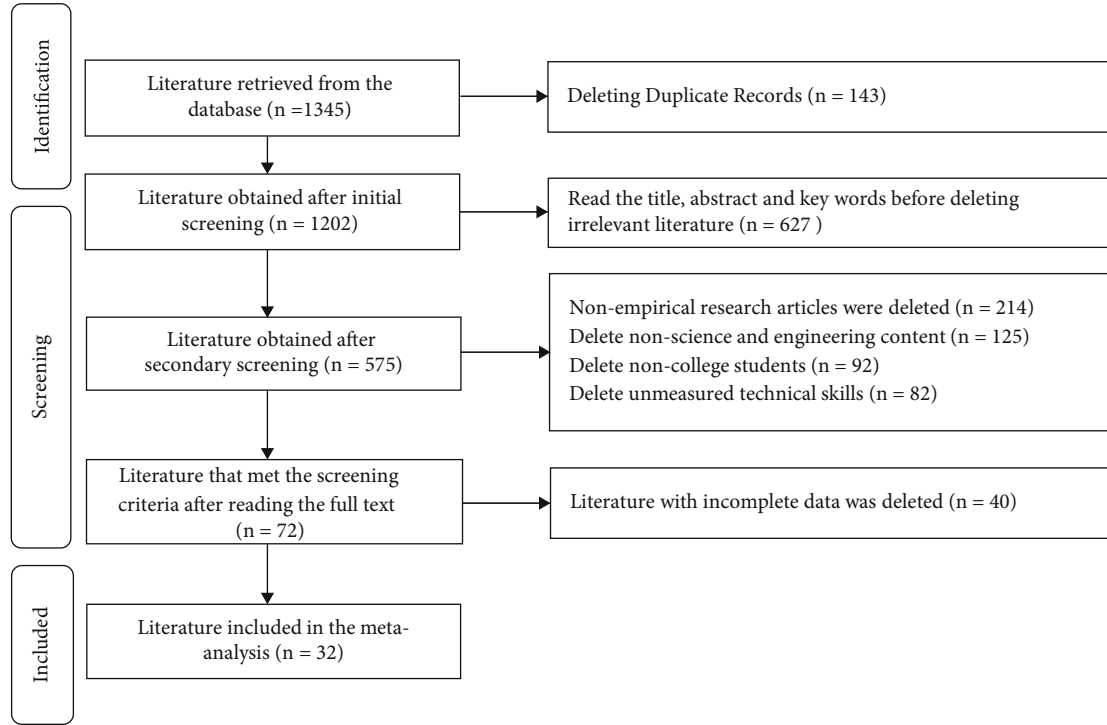 Identification
Literature retrieved from the
database (n =1345)
Deleting Duplicate Records (n = 143)
Literature obtained after initial
screening (n = 1202)
Read the title, abstract and key words before deleting
irrelevant literature (n = 627 )
Screening
Literature obtained after
secondary screening (n = 575)
Non-empirical research articles were deleted (n = 214)
Delete non-science and engineering content (n = 125)
Delete non-college students (n = 92)
Delete unmeasured technical skills (n = 82)
Literature that met the screening
criteria after reading the full text
(n = 72)
Literature with incomplete data was deleted (n = 40)
Included
Literature included in the meta-
analysis (n = 32)